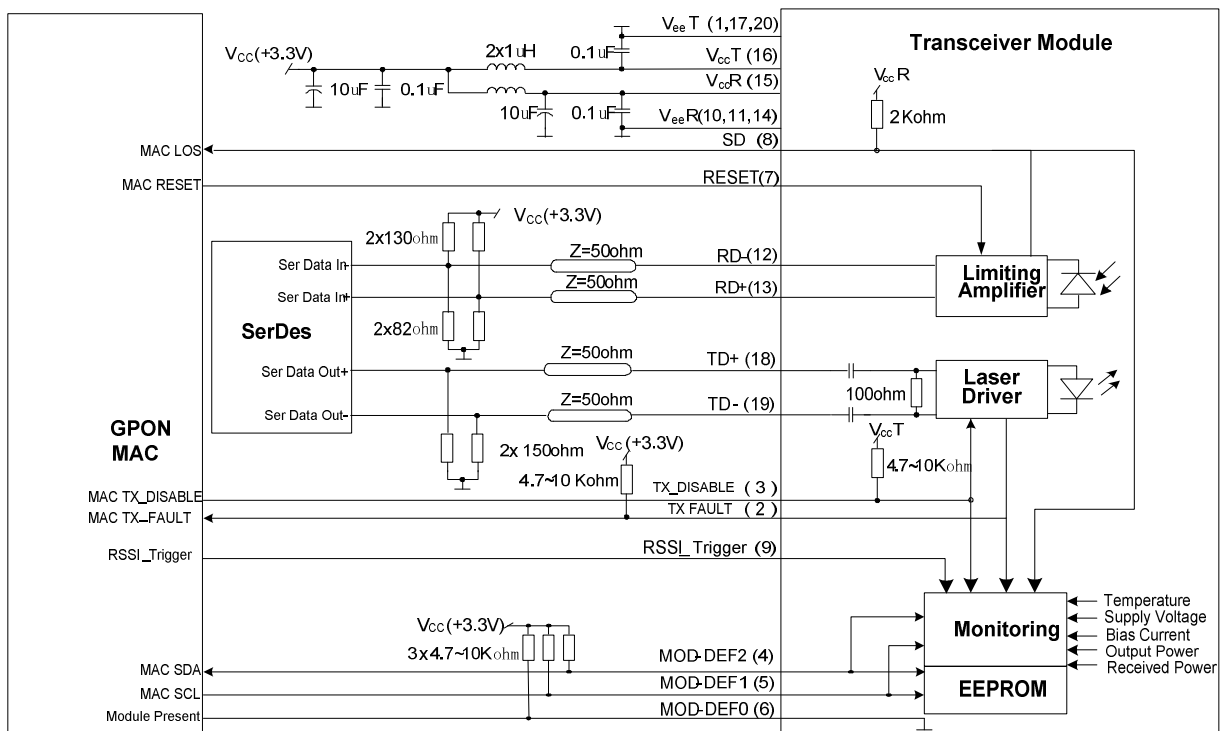 VeeT (1,17,20)
Transceiver Module
VCC(+3.3V)
2x1uH
0.1uF
VccT (16)
VccR (15)
VccR
10uF
0.1uF
10uF
0.1uF
VeeR(10,11,14)
2Kohm
SD (8)
MAC LOS
MAC RESET
RESET(7)
VCC(+3.3V)
2x130ohm
Ser Data In-
Z=50ohm
RD-(12)
Limiting
Amplifier
Z=50ohm
Ser Data In+
RD+(13)
SerDes
2x82ohm
Z=50ohm
TD+ (18)
Ser Data Out+
Laser
Driver
100ohm
Z=50ohm
TD- (19)
Ser Data Out-
GPON
MAC
VccT
VCC(+3.3V)
2x 150ohm
4.7~10Kohm
4.7~10 Kohm
TX_DISABLE (3)
MAC TX_DISABLE
TX FAULT (2)
MAC TX_FAULT
RSSI_Trigger (9)
RSSI_Trigger
Temperature
Supply Voltage
VCC(+3.3V)
Monitoring
Bias Current
3x4.7~10Kohm
Output Power
MOD-DEF2 (4)
Received Power
MAC SDA
MOD-DEF1 (5)
EEPROM
MAC SCL
MOD-DEF0 (6)
Module Present